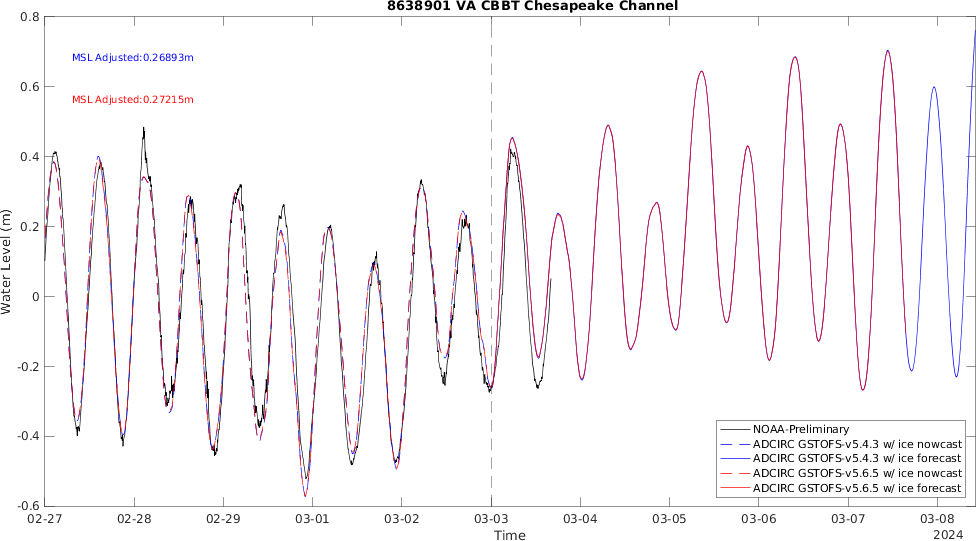 8638901 VA CBBT Chesapeake Channel
0.8
MSL Adjusted:0.26893m
0.6
MSL Adjusted:0.27215m
0.4
0.2
Water Level (m)
0
-0.2
-0.4
NOAA-Preliminary
ADCIRC GSTOFS-v5.4.3 w/ ice nowcast
ADCIRC GSTOFS-v5.4.3 w/ ice forecast
ADCIRC GSTOFS-v5.6.5 w/ ice nowcast
ADCIRC GSTOFS-v5.6.5 w/ ice forecast
-0.6
02-27 02-28 02-29 03-01 03-02 03-03 03-04 03-05 03-06 03-07 03-08
Time
2024